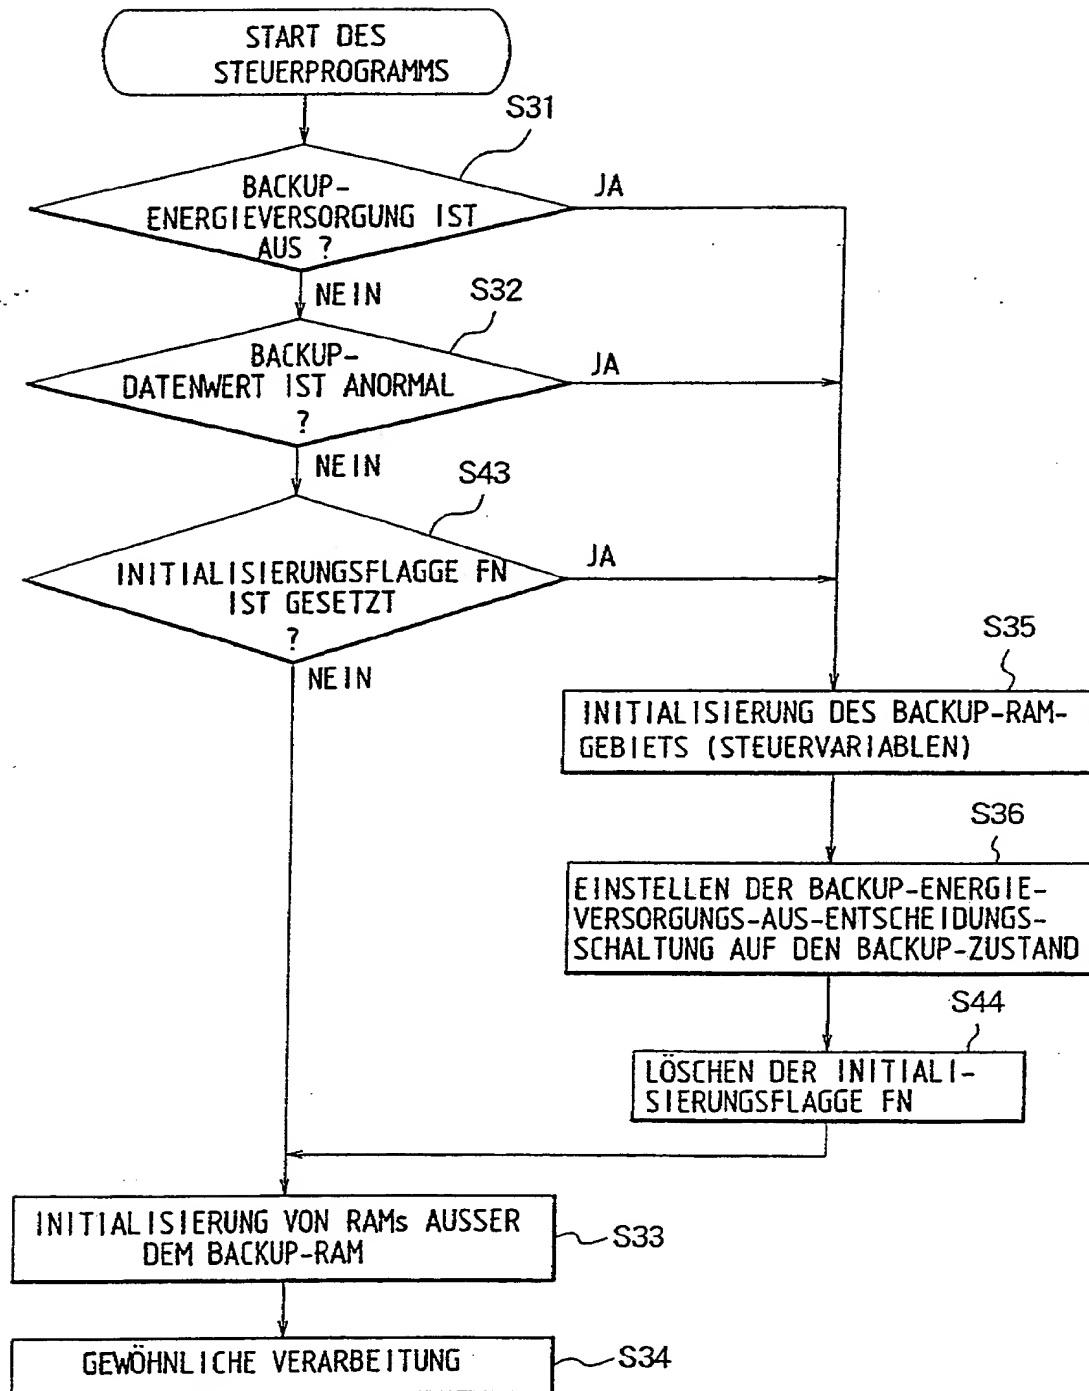 START DES
STEUERPROGRAMMS
S31
BACKUP-
ENERGIEVERSORGUNG IST
AUS ?
JA
NEIN
S32
BACKUP-
DATENWERT IST ANORMAL
?
JA
NEIN
S43
INITIALISIERUNGSFLAGGE FN
IST GESETZT
?
JA
NEIN
S35
INITIALISIERUNG DES BACKUP-RAM-
GEBIETS (STEUERVARIABLEN)
S36
EINSTELLEN DER BACKUP-ENERGIE-
VERSORGUNGS-AUS-ENTSCHEIDUNGS-
SCHALTUNG AUF DEN BACKUP-ZUSTAND
S44
LÖSCHEN DER INITIALI-
SIERUNGSFLAGGE FN
INITIALISIERUNG VON RAMs AUSSER
DEM BACKUP-RAM
S33
GEWÖHNLICHE VERARBEITUNG
S34